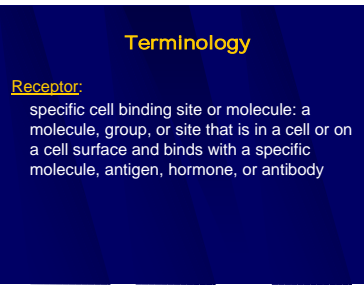 Terminology
Receptor:
specific cell binding site or molecule: a
molecule, group, or site that is in a cell or on
a cell surface and binds with a specific
molecule, antigen, hormone, or antibody